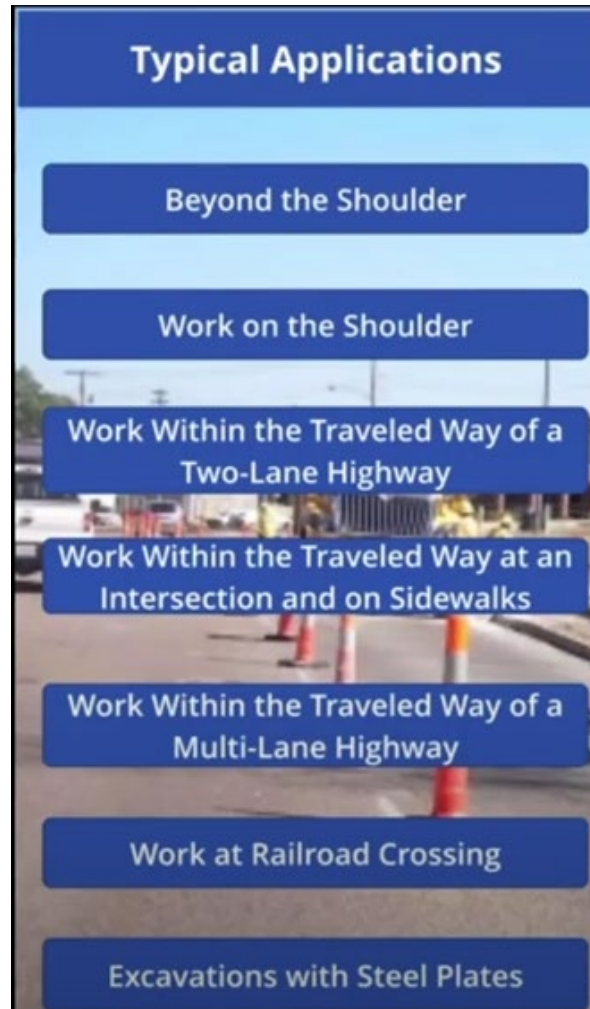 Typical Applications
Beyond the Shoulder
Work on the Shoulder
Work Within the Traveled Way of a
Two-Lane Highway
Work Within the Traveled Way at an
Intersection and on Sidewalks
Work Within the Traveled Way of a
Multi-Lane Highway
Work at Railroad Crossing
Excavations with Steel Plates